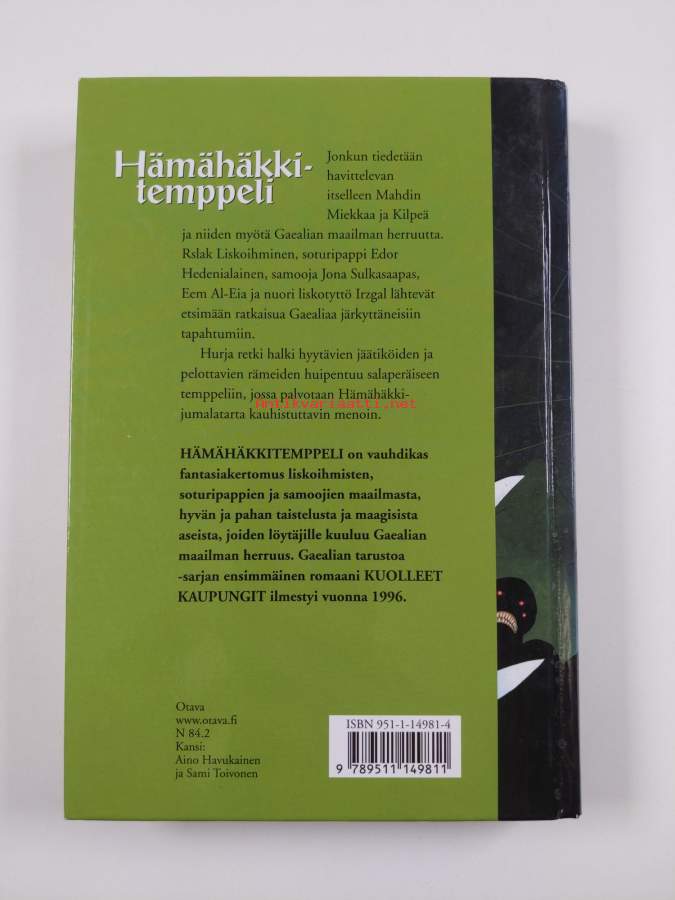 Hämähäkki-
temppeli
Jonkun tiedetään
havittelevan
itselleen Mahdin
Miekkaa ja Kilpeä
ja niiden myötä Gaealian maailman herruutta.
Rslak Liskoihminen, soturipappi Edor
Hedenialainen, samooja Jona Sulkasaapas,
Eem Al-Eia ja nuori liskotyttö Irzgal lähtevät
etsimään ratkaisua Gaealiaa järkyttäneisiin
tapahtumiin.
Hurja retki halki hyytävien jäätiköiden ja
pelottavien rämeiden huipentuu salaperäiseen
temppeliin, jossa palvotaan Hämähäkki-
antikvariaatti.net
jumalatarta kauhistuttavin menoin.
HÄMÄHÄKKITEMPPELI on vauhdikas
fantasiakertomus liskoihmisten,
soturipappien ja samoojien maailmasta,
hyvän ja pahan taistelusta ja maagisista
aseista, joiden löytäjille kuuluu Gaealian
maailman herruus. Gaealian tarustoa
-sarjan ensimmäinen romaani KUOLLEET
KAUPUNGIT ilmestyi vuonna 1996.
Otava
www.otava.fi
N 84.2
Kansi:
Aino Havukainen
ja Sami Toivonen
ISBN 951-1-14981-4
9 789511 149811